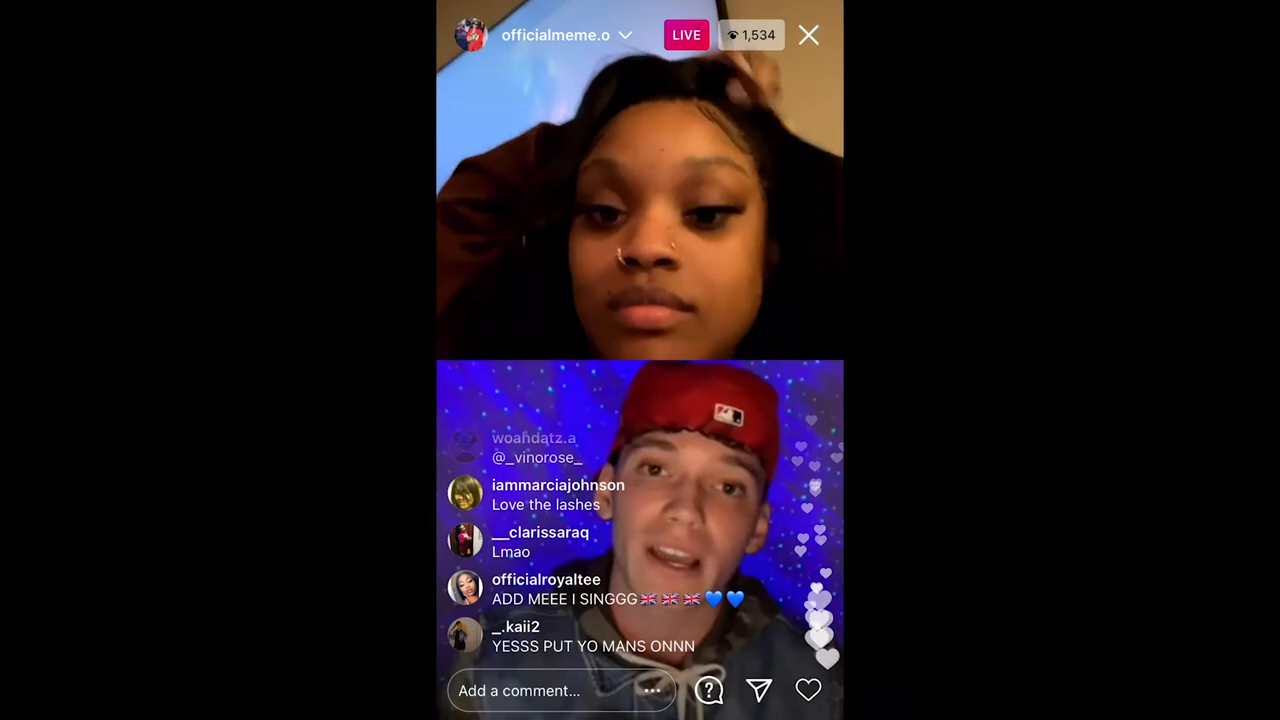 officialmeme.o
LIVE
1,534
woahdatz.a
@_vinorose_
iammarciajohnson
Love the lashes
__clarissaraq
Lmao
officialroyaltee
ADD MEEE I SINGGG🇬🇧🇬🇧🇬🇧💙💙
_.kaii2
YESSS PUT YO MANS ONNN
Add a comment...